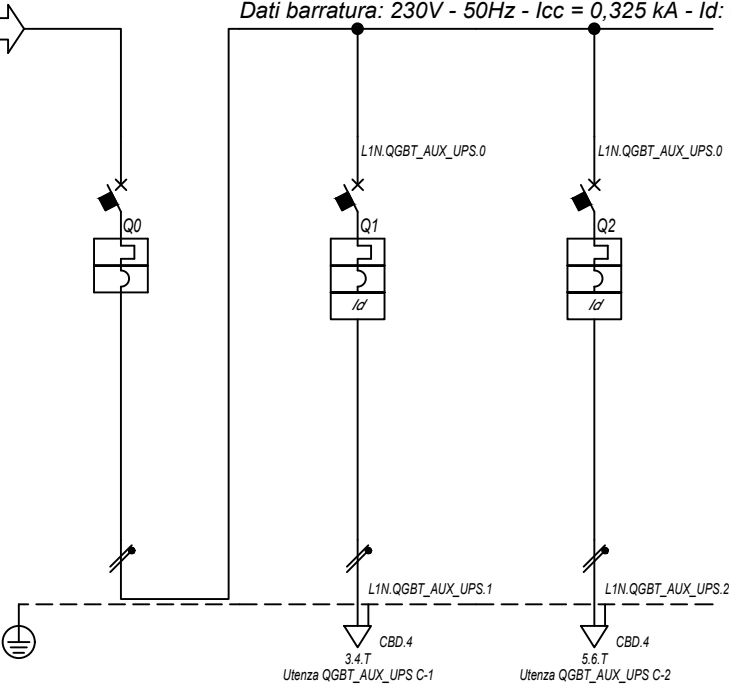 Dati barratura: 230V - 50Hz - Icc = 0,325 kA - Id:
L1N.QGBT_AUX_UPS.0
L1N.QGBT_AUX_UPS.0
Q0
Q1
Q2
Id
Id
L1N.QGBT_AUX_UPS.1
L1N.QGBT_AUX_UPS.2
CBD.4
CBD.4
3.4.T
5.6.T
Utenza QGBT_AUX_UPS C-1
Utenza QGBT_AUX_UPS C-2